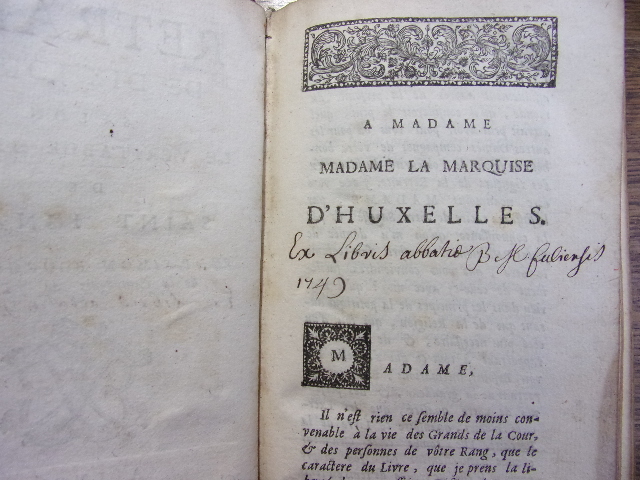 A MADAME
MADAME LA MARQUISE
D'HUXELLES.
Ex Libris abbatiæ B M fuliensis
1749
MADAME,
Il n'eſt rien ce ſemble de moins con-
venable à la vie des Grands de la Cour,
& des perſonnes de vôtre Rang, que le
caractere du Livre, que je prens la li-